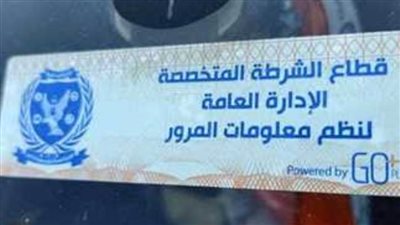 قطاع الشرطة المتخصصة
الإدارة العامة
لنظم معلومات المرور
Powered by GO+